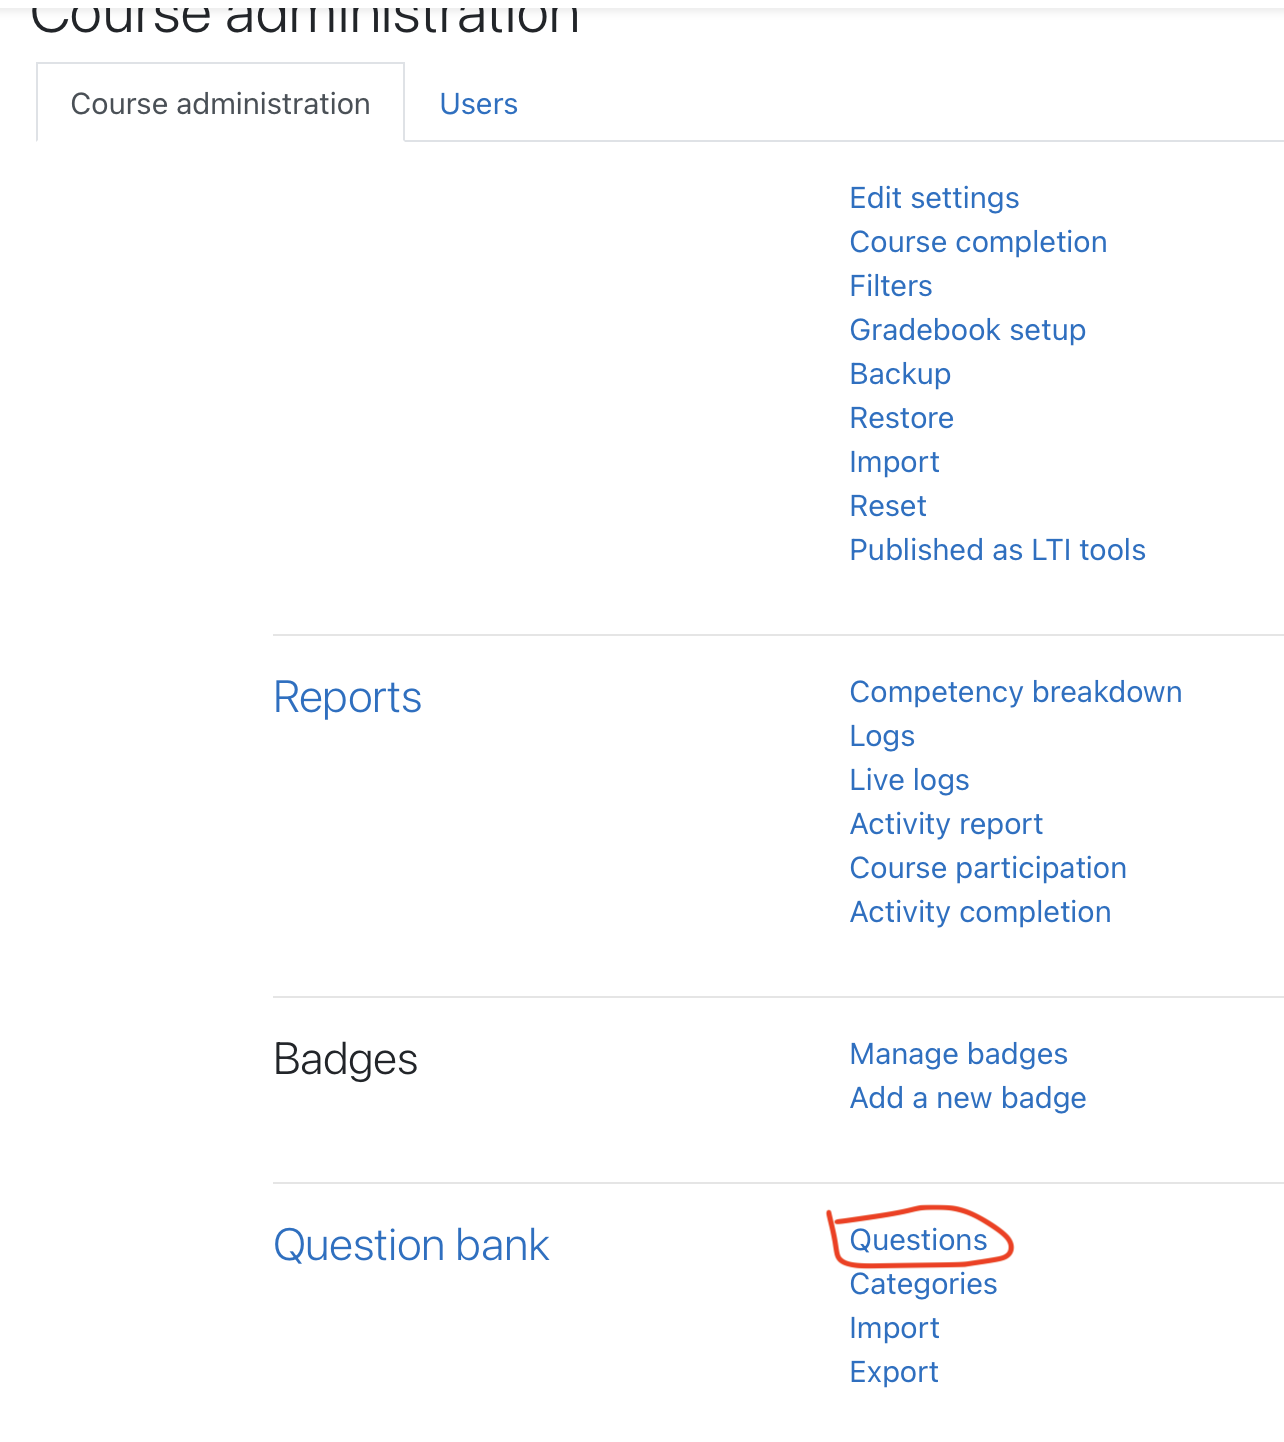 Course administration
Course administration
Users
Edit settings
Course completion
Filters
Gradebook setup
Backup
Restore
Import
Reset
Published as LTI tools
Reports
Competency breakdown
Logs
Live logs
Activity report
Course participation
Activity completion
Badges
Manage badges
Add a new badge
Question bank
Questions
Categories
Import
Export